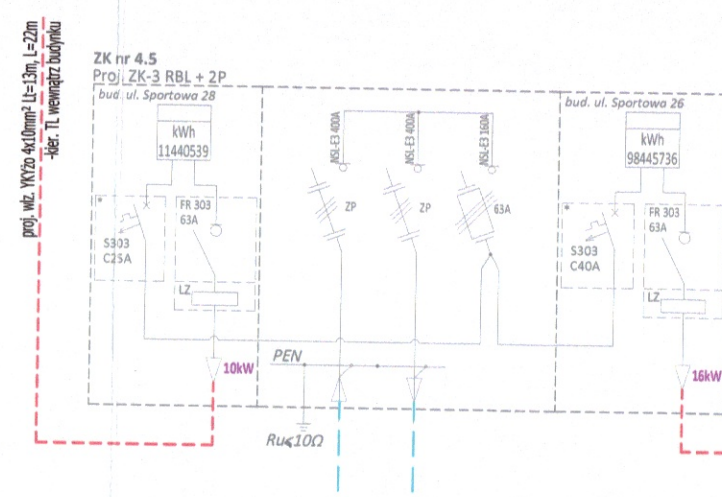 proj. wlz. YKYżo 4x10mm² Lt=13m, L=22m
-kier. TL wewnątrz budynku
ZK nr 4.5
Proj. ZK-3 RBL + 2P
bud. ul. Sportowa 28
kWh
11440539
*
S303
C25A
FR 303
63A
LZ
10kW
NSL-E3 400A
ZP
NSL-E3 400A
ZP
NSL-E3 160A
63A
PEN
Ru<10Ω
bud. ul. Sportowa 26
kWh
98445736
*
S303
C40A
FR 303
63A
LZ
16kW